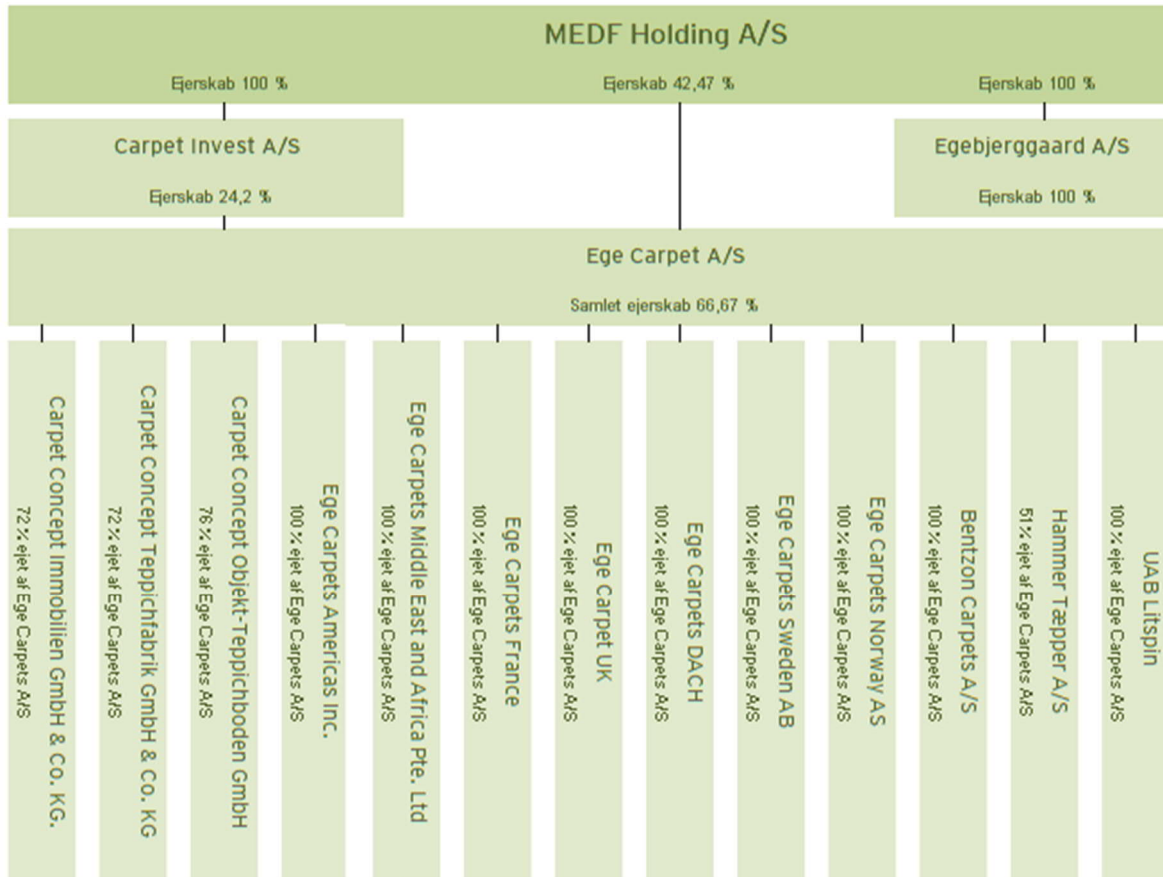 MEDF Holding A/S
Ejerskab 100 %
Ejerskab 42,47 %
Ejerskab 100 %
Carpet Invest A/S
Ejerskab 24,2 %
Egebjerggaard A/S
Ejerskab 100 %
Ege Carpet A/S
Samlet ejerskab 66,67 %
Carpet Concept Immobilien GmbH & Co. KG.
72 % ejet af Ege Carpets A/S
Carpet Concept Teppichfabrik GmbH & Co. KG
72 % ejet af Ege Carpets A/S
Carpet Concept Objekt-Teppichboden GmbH
76 % ejet af Ege Carpets A/S
Ege Carpets Americas Inc.
100 % ejet af Ege Carpets A/S
Ege Carpets Middle East and Africa Pte. Ltd
100 % ejet af Ege Carpets A/S
Ege Carpets France
100 % ejet af Ege Carpets A/S
Ege Carpet UK
100 % ejet af Ege Carpets A/S
Ege Carpets DACH
100 % ejet af Ege Carpets A/S
Ege Carpets Sweden AB
100 % ejet af Ege Carpets A/S
Ege Carpets Norway AS
100 % ejet af Ege Carpets A/S
Bentzon Carpets A/S
100 % ejet af Ege Carpets A/S
Hammer Tæpper A/S
51 % ejet af Ege Carpets A/S
UAB Litspin
100 % ejet af Ege Carpets A/S